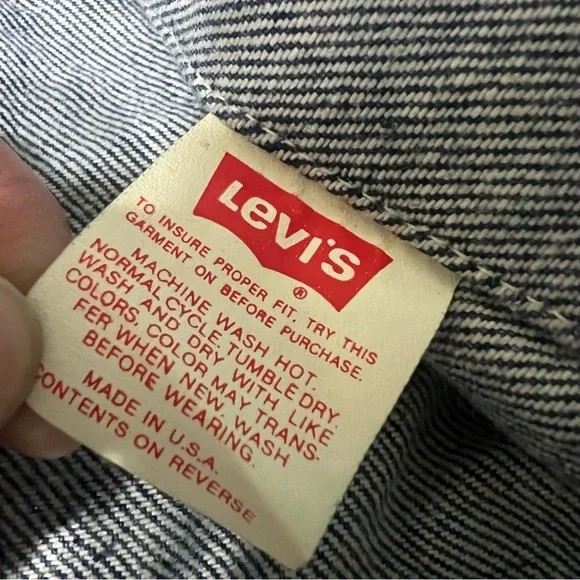 Levi's
®
TO INSURE PROPER FIT, TRY THIS
GARMENT ON BEFORE PURCHASE.
MACHINE WASH HOT.
NORMAL CYCLE, TUMBLE DRY.
WASH AND DRY WITH LIKE
COLORS, COLOR MAY TRANS-
FER WHEN NEW, WASH
BEFORE WEARING.
MADE IN U.S.A.
CONTENTS ON REVERSE